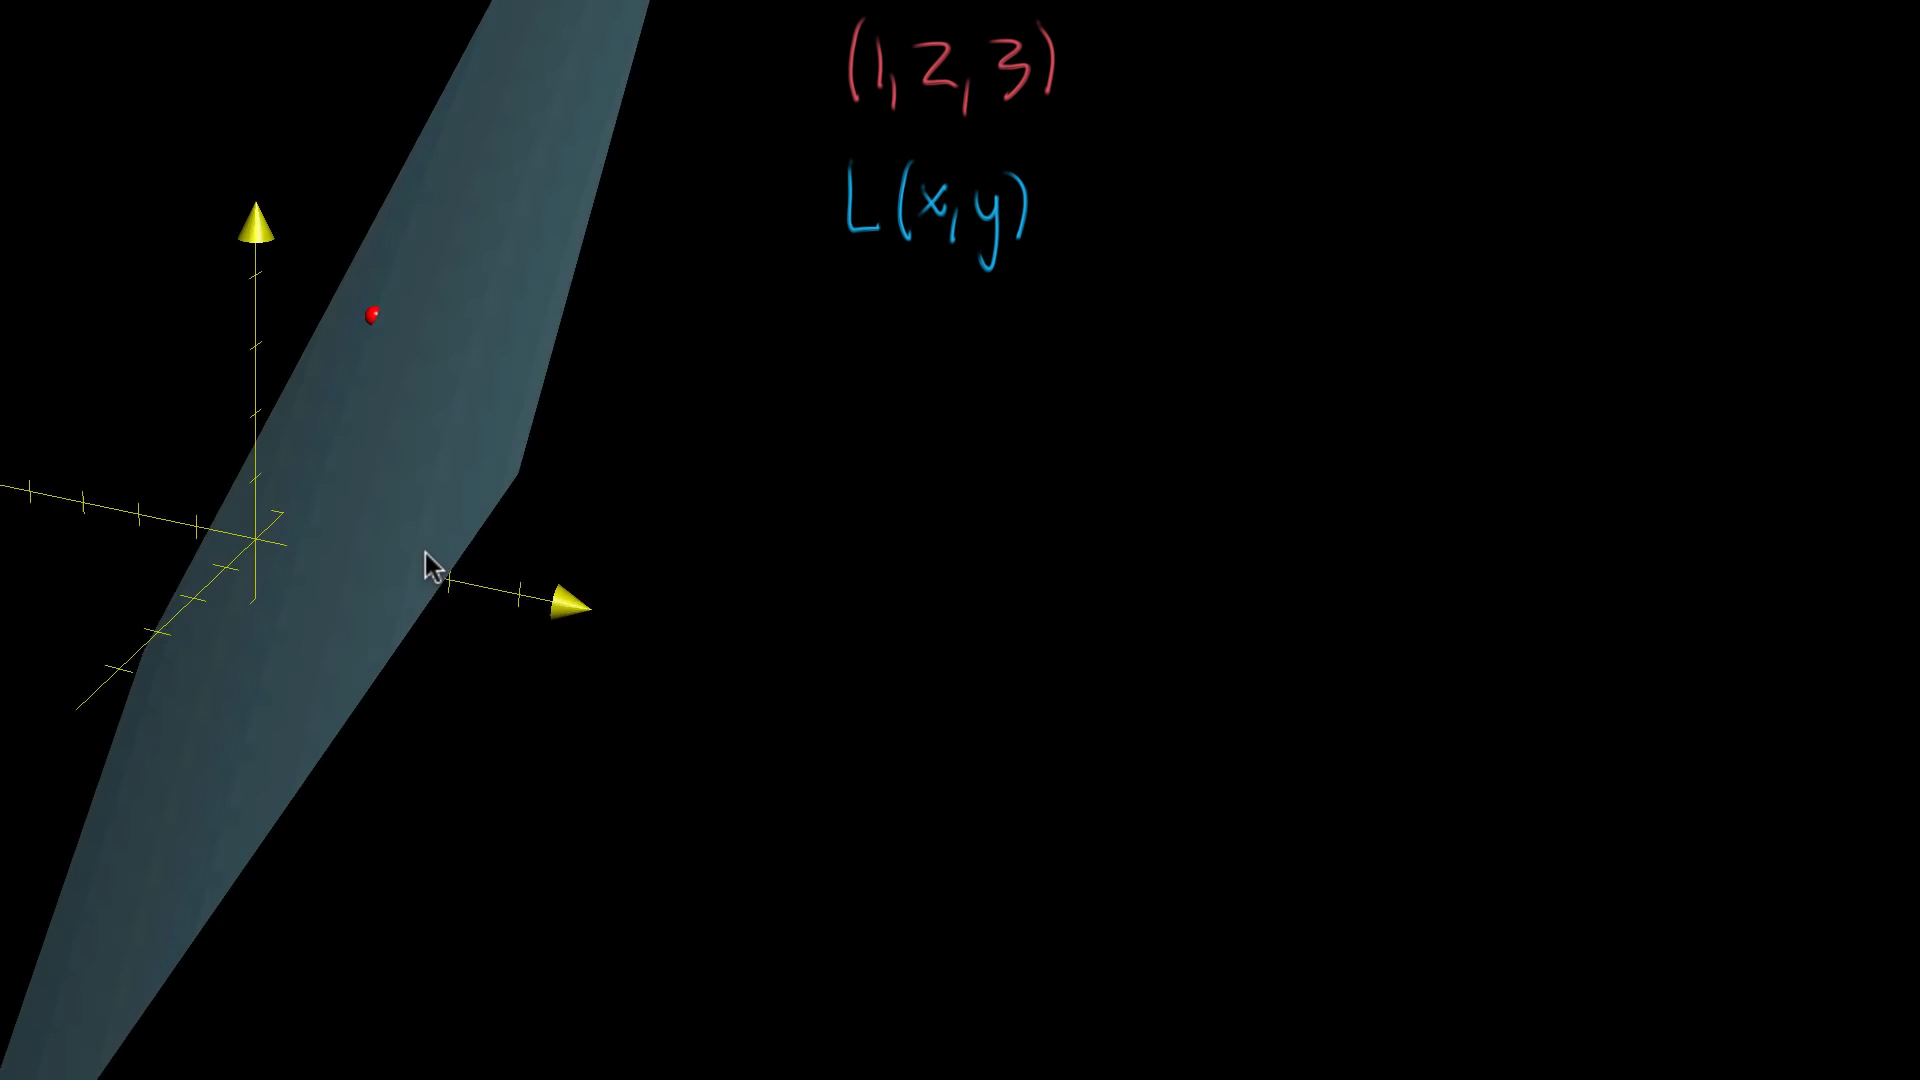 (1, 2, 3)
L(x, y)